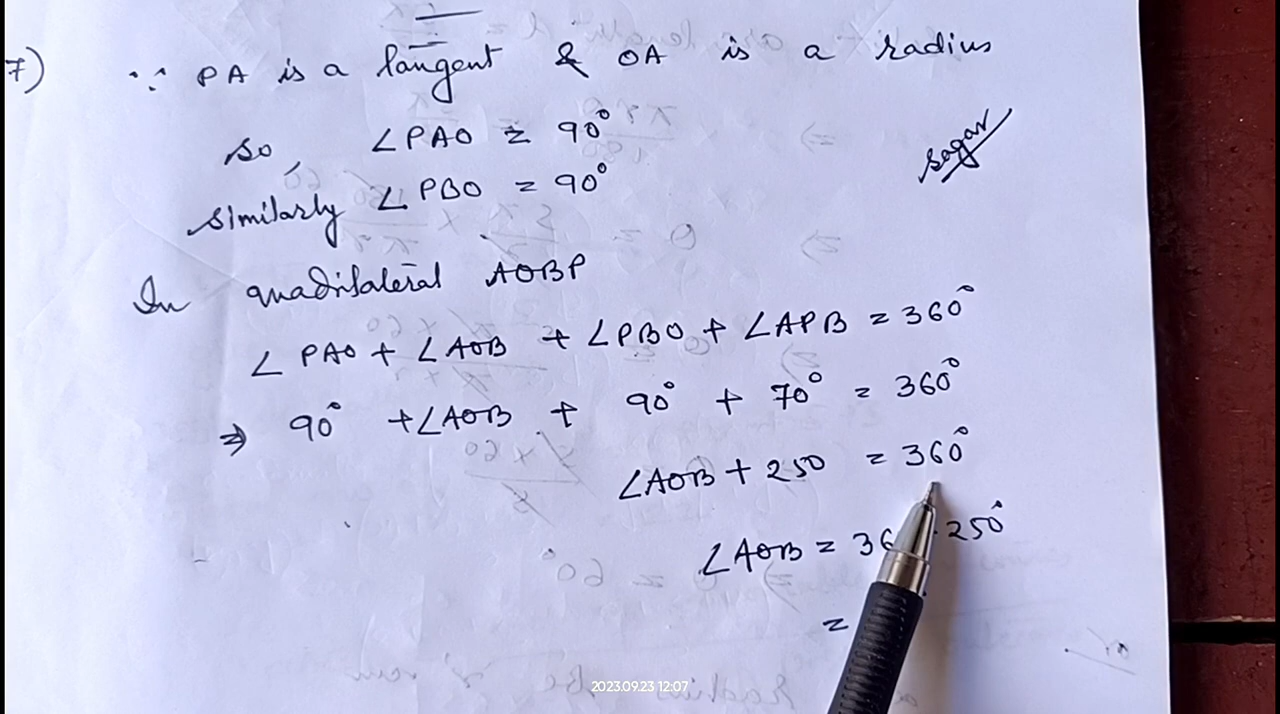 7) ∵ PA is a tangent & OA is a radius
so, ∠PAO = 90°
sagar
similarly ∠PBO = 90°
In quadrilateral AOBP
∠PAO + ∠AOB + ∠PBO + ∠APB = 360°
⇒ 90° + ∠AOB + 90° + 70° = 360°
∠AOB + 250 = 360°
∠AOB = 36 250°
=
2023.09.23 12:07